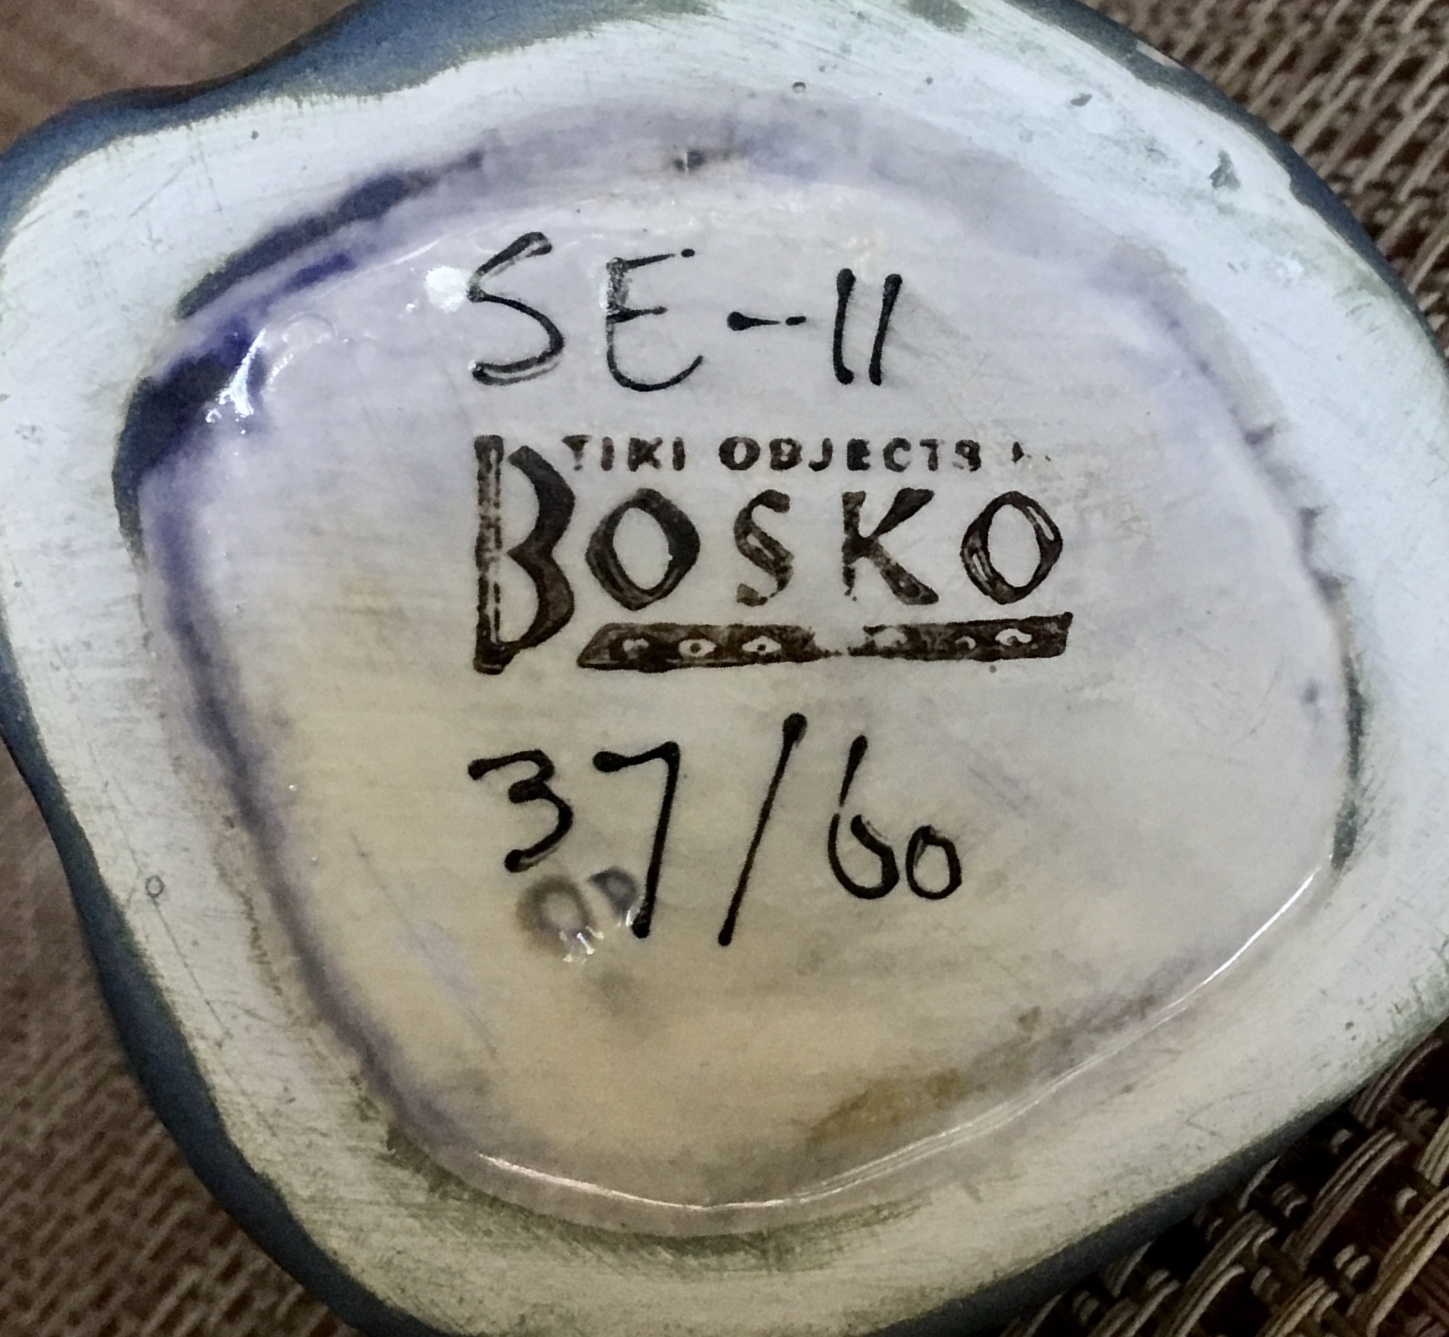 SE-11
TIKI OBJECTS
BOSKO
37/60